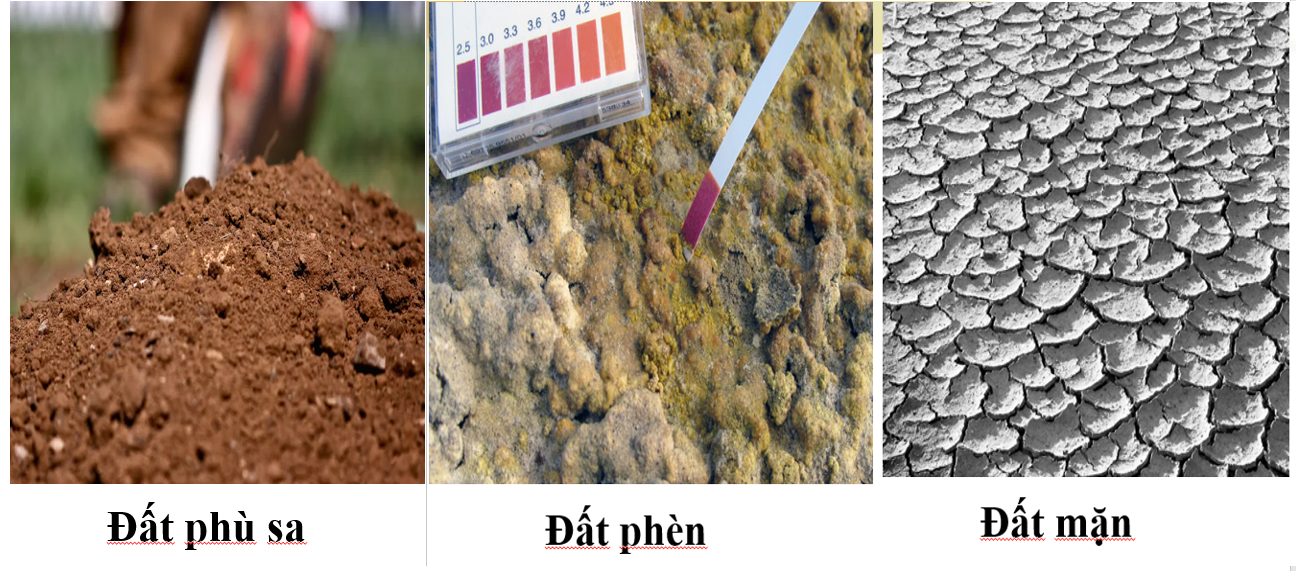 2.5 3.0 3.3 3.6 3.9 4.2
Đất phù sa
Đất phèn
Đất mặn